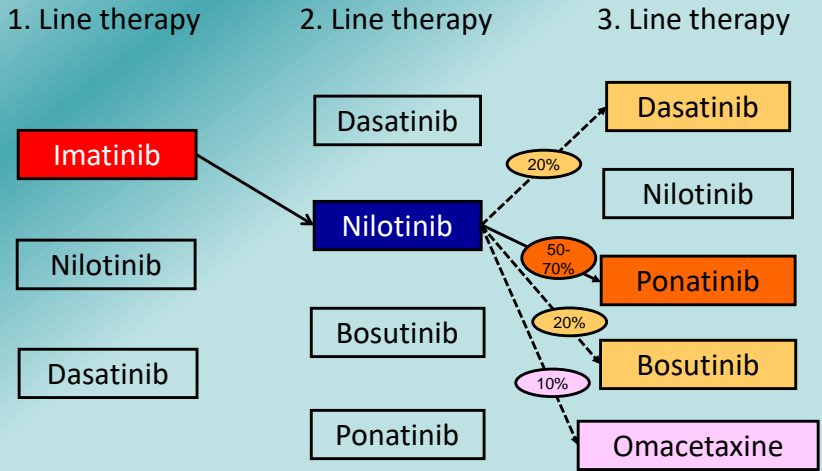 1. Line therapy
2. Line therapy
3. Line therapy
Imatinib
Nilotinib
Dasatinib
Dasatinib
Nilotinib
Bosutinib
Ponatinib
20%
50-
70%
20%
10%
Dasatinib
Nilotinib
Ponatinib
Bosutinib
Omacetaxine